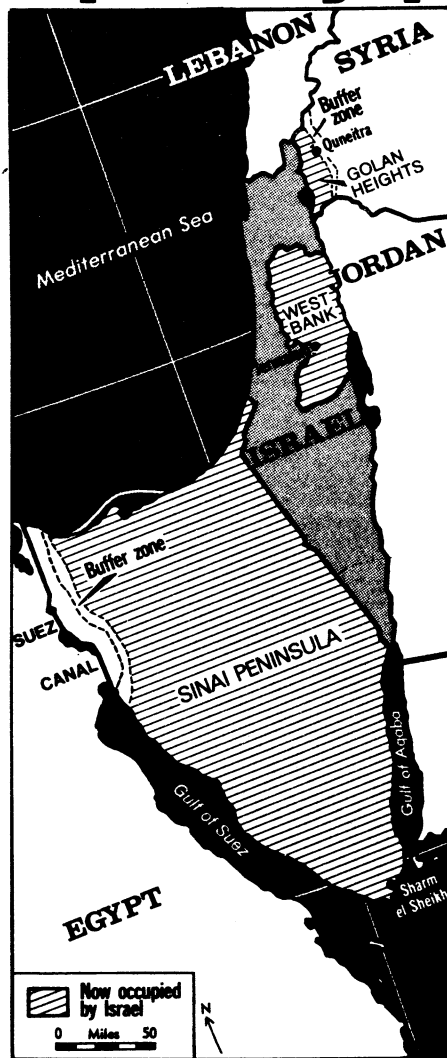 LEBANON
SYRIA
Buffer
zone
Quneitra
GOLAN
HEIGHTS
Mediterranean Sea
JORDAN
WEST
BANK
ISRAEL
Buffer zone
SUEZ
CANAL
SINAI PENINSULA
Gulf of Aqaba
Gulf of Suez
Sharm
el Sheikh
EGYPT
Now occupied
by Israel
0 Miles 50
N